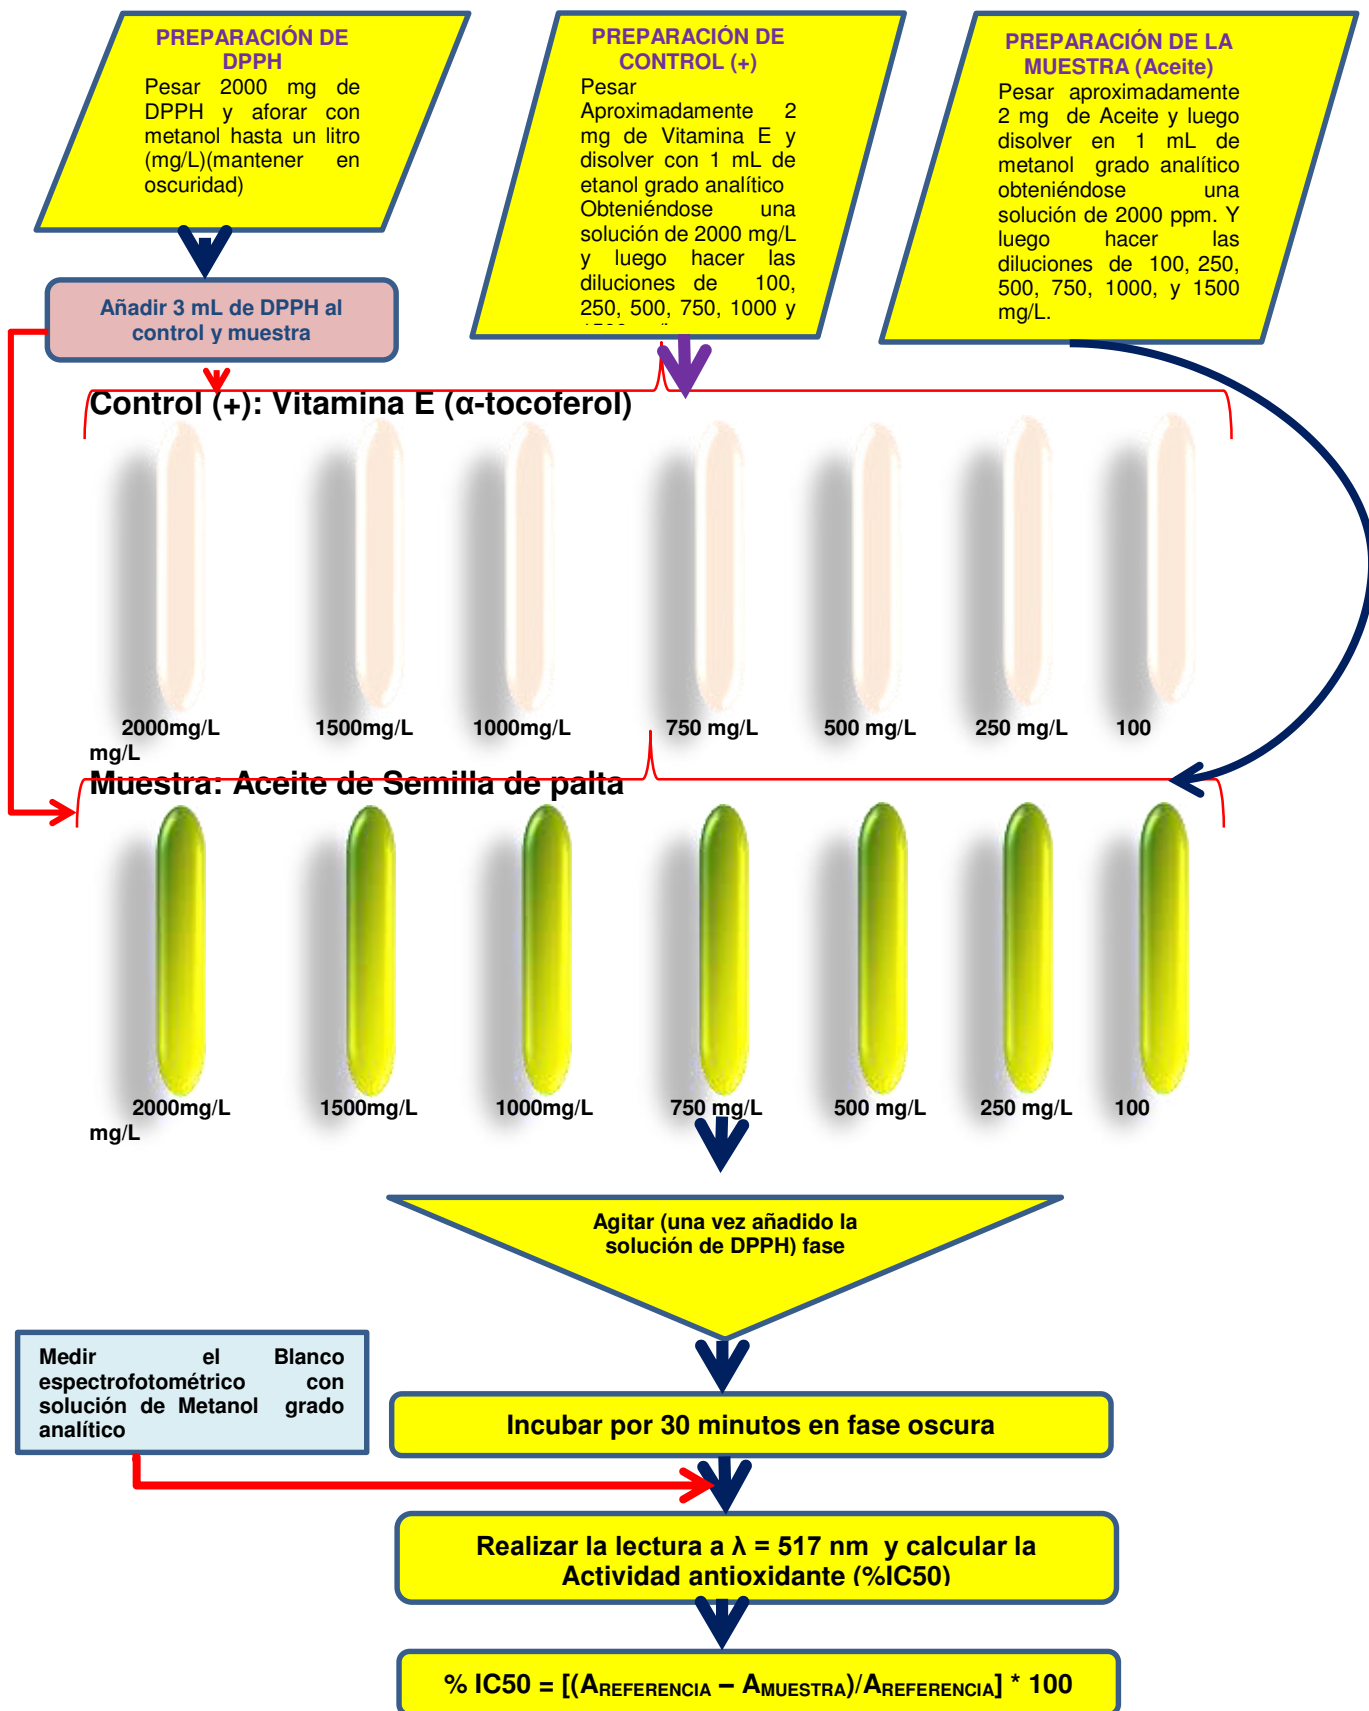 PREPARACIÓN DE
DPPH
Pesar 2000 mg de
DPPH y aforar con
metanol hasta un litro
(mg/L)(mantener en
oscuridad)
PREPARACIÓN DE
CONTROL (+)
Pesar
Aproximadamente 2
mg de Vitamina E y
disolver con 1 mL de
etanol grado analítico
Obteniéndose una
solución de 2000 mg/L
y luego hacer las
diluciones de 100,
250, 500, 750, 1000 y
PREPARACIÓN DE LA
MUESTRA (Aceite)
Pesar aproximadamente
2 mg de Aceite y luego
disolver en 1 mL de
metanol grado analítico
obteniéndose una
solución de 2000 ppm. Y
luego hacer las
diluciones de 100, 250,
500, 750, 1000, y 1500
mg/L.
Añadir 3 mL de DPPH al
control y muestra
Control (+): Vitamina E (α-tocoferol)
2000mg/L 1500mg/L 1000mg/L 750 mg/L 500 mg/L 250 mg/L 100
mg/L
Muestra: Aceite de Semilla de palta
2000mg/L 1500mg/L 1000mg/L 750 mg/L 500 mg/L 250 mg/L 100
mg/L
Agitar (una vez añadido la
solución de DPPH) fase
Medir el Blanco
espectrofotométrico con
solución de Metanol grado
analítico
Incubar por 30 minutos en fase oscura
Realizar la lectura a λ = 517 nm y calcular la
Actividad antioxidante (%IC50)
% IC50 = [(AREFERENCIA – AMUESTRA)/AREFERENCIA] * 100